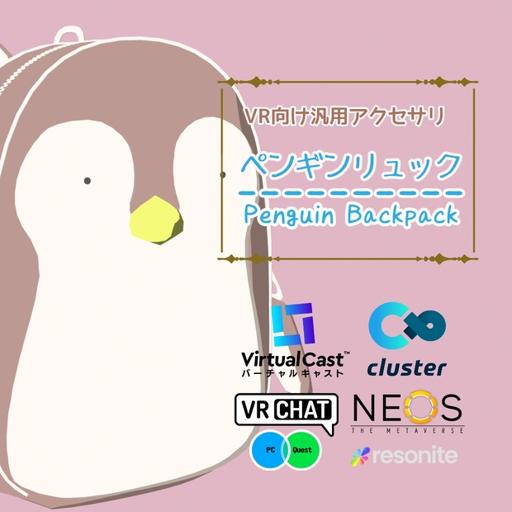 VR向け汎用アクセサリ
ペンギンリュック
Penguin Backpack
VirtualCast™
バーチャルキャスト
cluster
VR CHAT
PC Quest
NEOS
THE METAVERSE
resonite